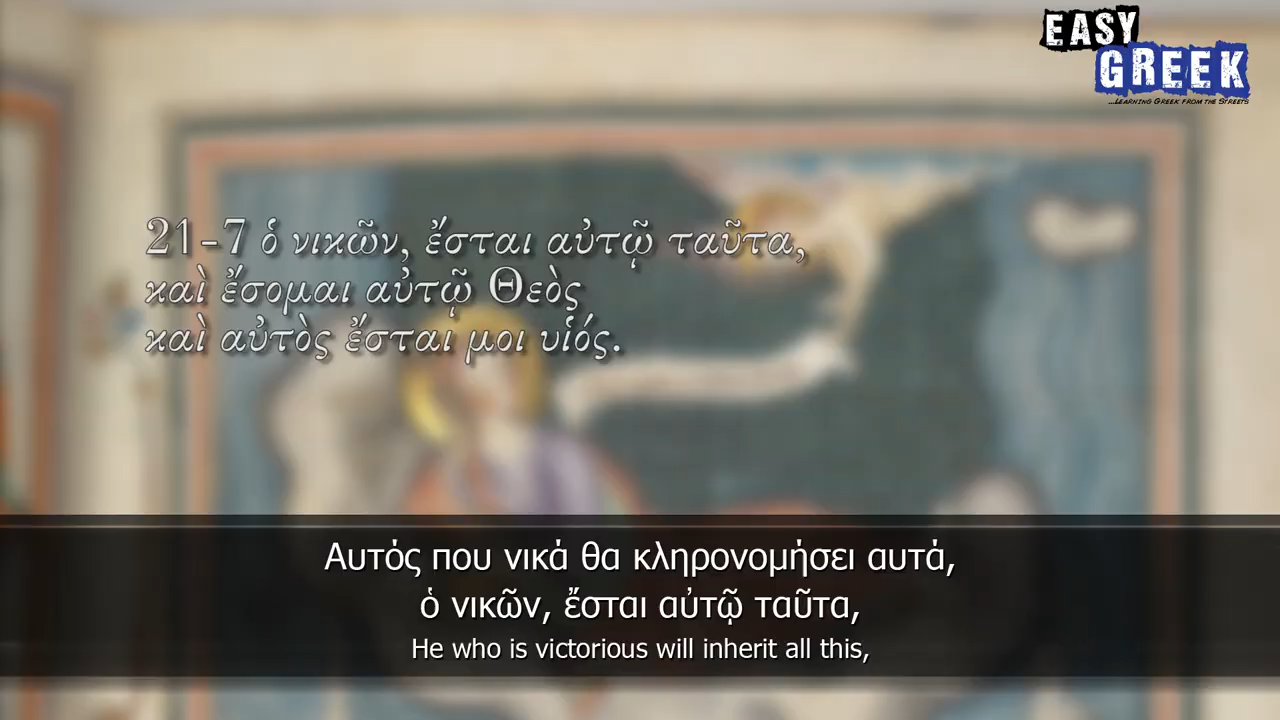 EASY
GREEK
...LEARNING GREEK FROM THE STREETS
21-7 ὁ νικῶν, ἔσται αὐτῷ ταῦτα,
καὶ ἔσομαι αὐτῷ Θεὸς
καὶ αὐτὸς ἔσται μοι υἱός.
Αυτός που νικά θα κληρονομήσει αυτά,
ὁ νικῶν, ἔσται αὐτῷ ταῦτα,
He who is victorious will inherit all this,